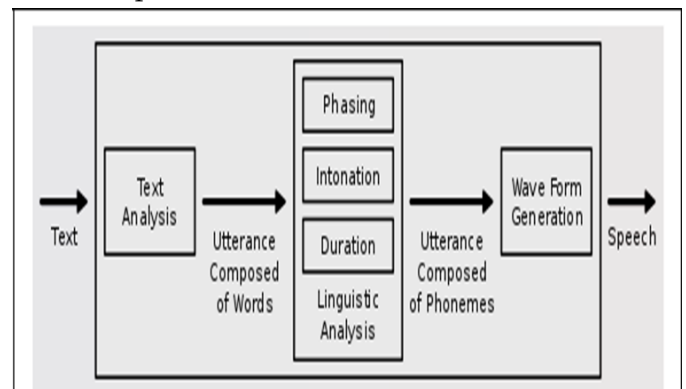 Text
Text
Analysis
Utterance
Composed
of Words
Phasing
Intonation
Duration
Linguistic
Analysis
Utterance
Composed
of Phonemes
Wave Form
Generation
Speech